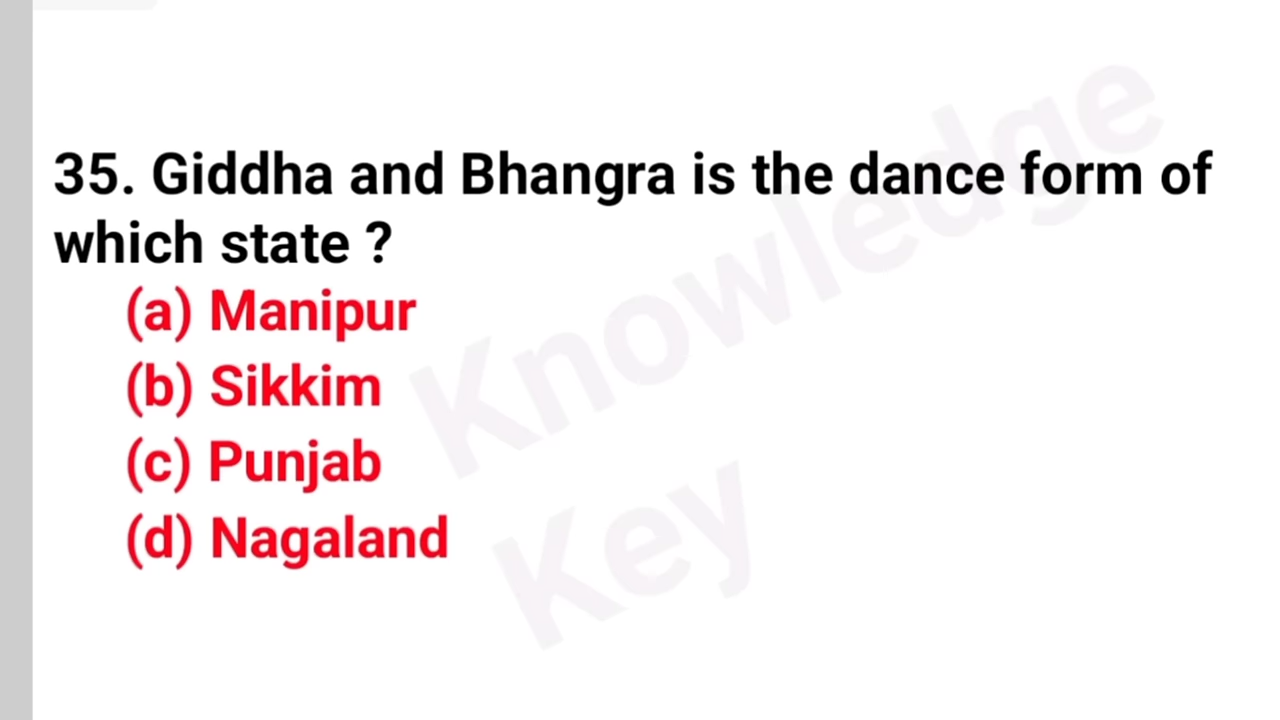 35. Giddha and Bhangra is the dance form of
which state ?
(a) Manipur
(b) Sikkim
(c) Punjab
(d) Nagaland
Knowledge
Key